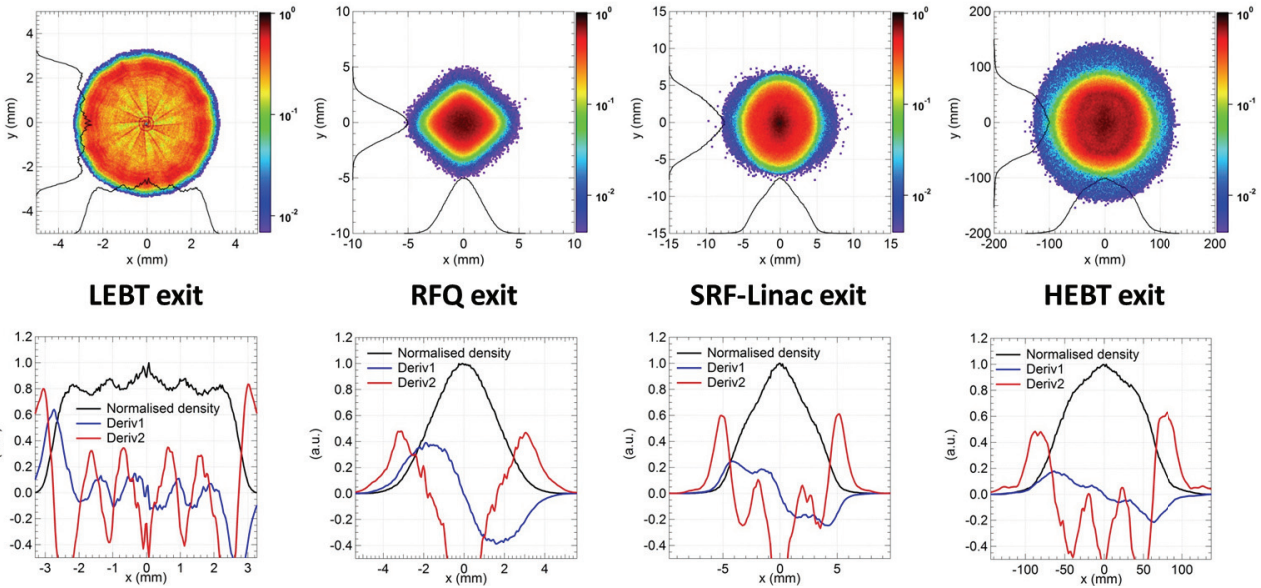 4
2
0
-2
-4
y (mm)
-4 -2 0 2 4
x (mm)
10⁰
10⁻¹
10⁻²
10
5
0
-5
-10
y (mm)
-10 -5 0 5 10
x (mm)
10⁰
10⁻¹
10⁻²
15
10
5
0
-5
-10
-15
y (mm)
-15 -10 -5 0 5 10 15
x (mm)
10⁰
10⁻¹
10⁻²
200
150
100
50
0
-50
-100
-150
-200
y (mm)
-200 -100 0 100 200
x (mm)
10⁰
10⁻¹
10⁻²
LEBT exit
RFQ exit
SRF-Linac exit
HEBT exit
1.2
1.0
0.8
0.6
0.4
0.2
0.0
-0.2
-0.4
Normalised density
Deriv1
Deriv2
-3 -2 -1 0 1 2 3
x (mm)
1.2
1.0
0.8
0.6
0.4
0.2
0.0
-0.2
-0.4
(a.u.)
Normalised density
Deriv1
Deriv2
-4 -2 0 2 4
x (mm)
1.2
1.0
0.8
0.6
0.4
0.2
0.0
-0.2
-0.4
(a.u.)
Normalised density
Deriv1
Deriv2
-5 0 5
x (mm)
1.2
1.0
0.8
0.6
0.4
0.2
0.0
-0.2
-0.4
(a.u.)
Normalised density
Deriv1
Deriv2
-100 -50 0 50 100
x (mm)